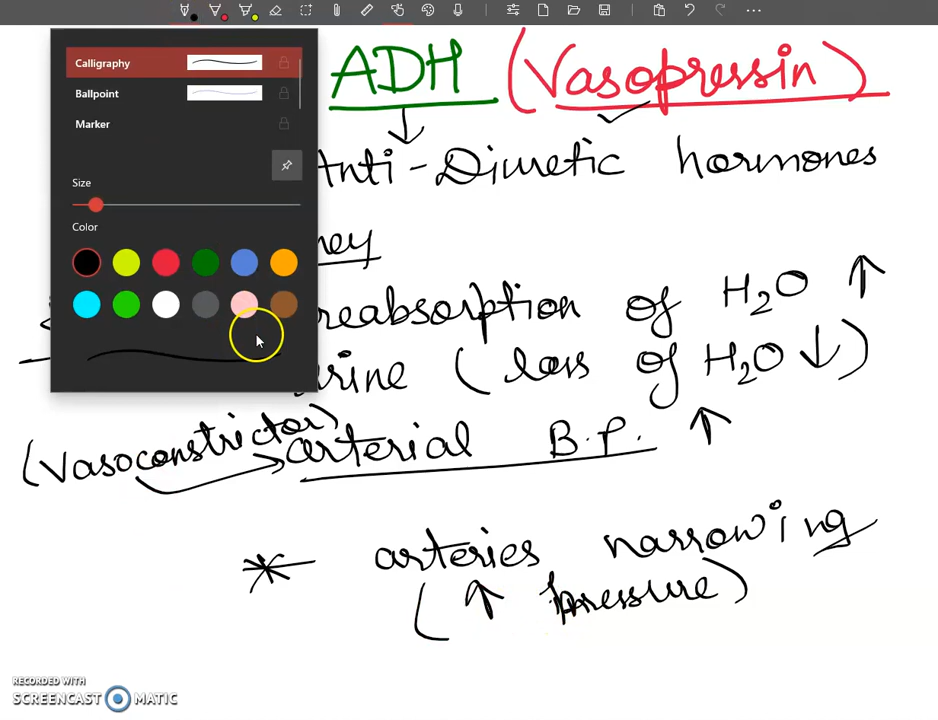 Calligraphy
Ballpoint
Marker
Size
Color
ADH (Vasopressin)
Anti-Diuretic hormones
reabsorption of H₂O ↑
urine (loss of H₂O ↓)
(Vasoconstrictor)
arterial B.P. ↑
* arteries narrowing
(↑ pressure)
RECORDED WITH
SCREENCAST MATIC